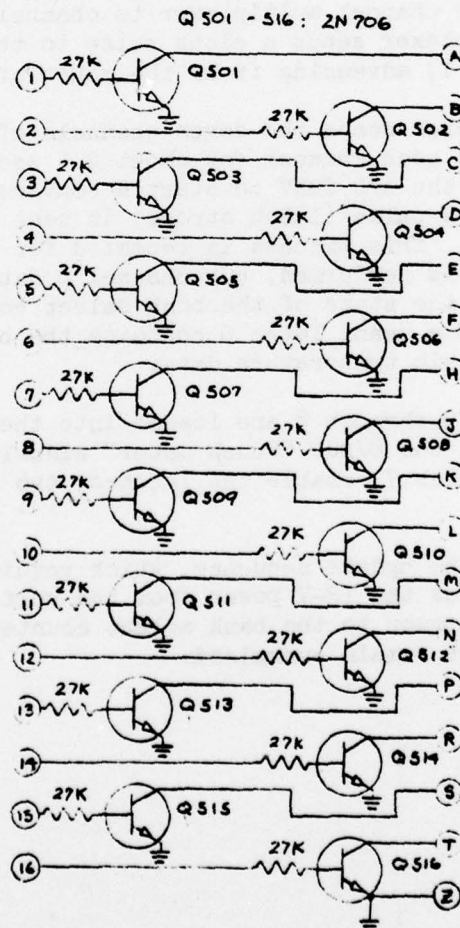 Q501 - 516 : 2N706
A
27K
Q501
1
B
27K
2
Q502
27K
C
Q503
3
D
27K
4
Q504
27K
E
Q505
5
F
27K
Q506
27K
H
Q507
7
J
27K
8
Q508
27K
K
Q509
9
L
27K
10
Q510
27K
M
Q511
11
N
27K
12
Q512
27K
P
Q513
13
R
27K
14
Q514
27K
S
Q515
15
T
27K
16
Q516
Z